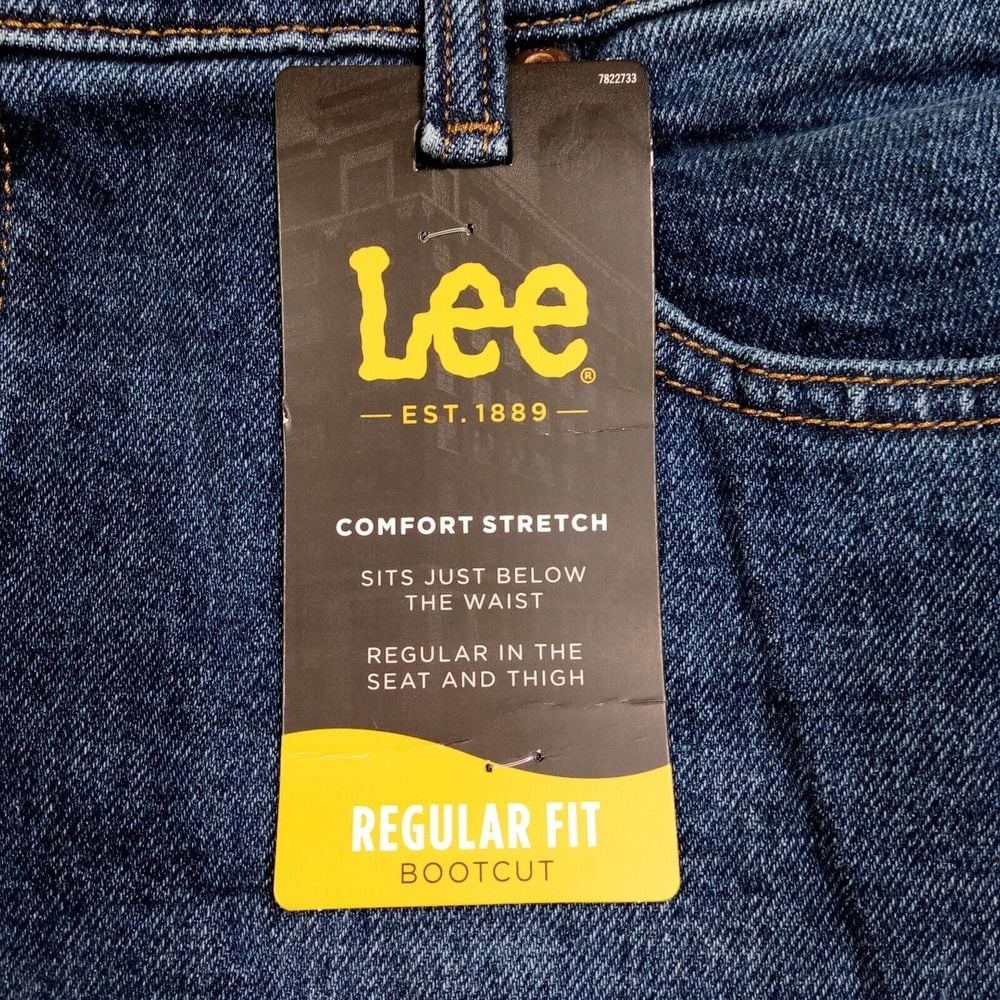 7822733
Lee®
EST. 1889
COMFORT STRETCH
SITS JUST BELOW
THE WAIST
REGULAR IN THE
SEAT AND THIGH
REGULAR FIT
BOOTCUT